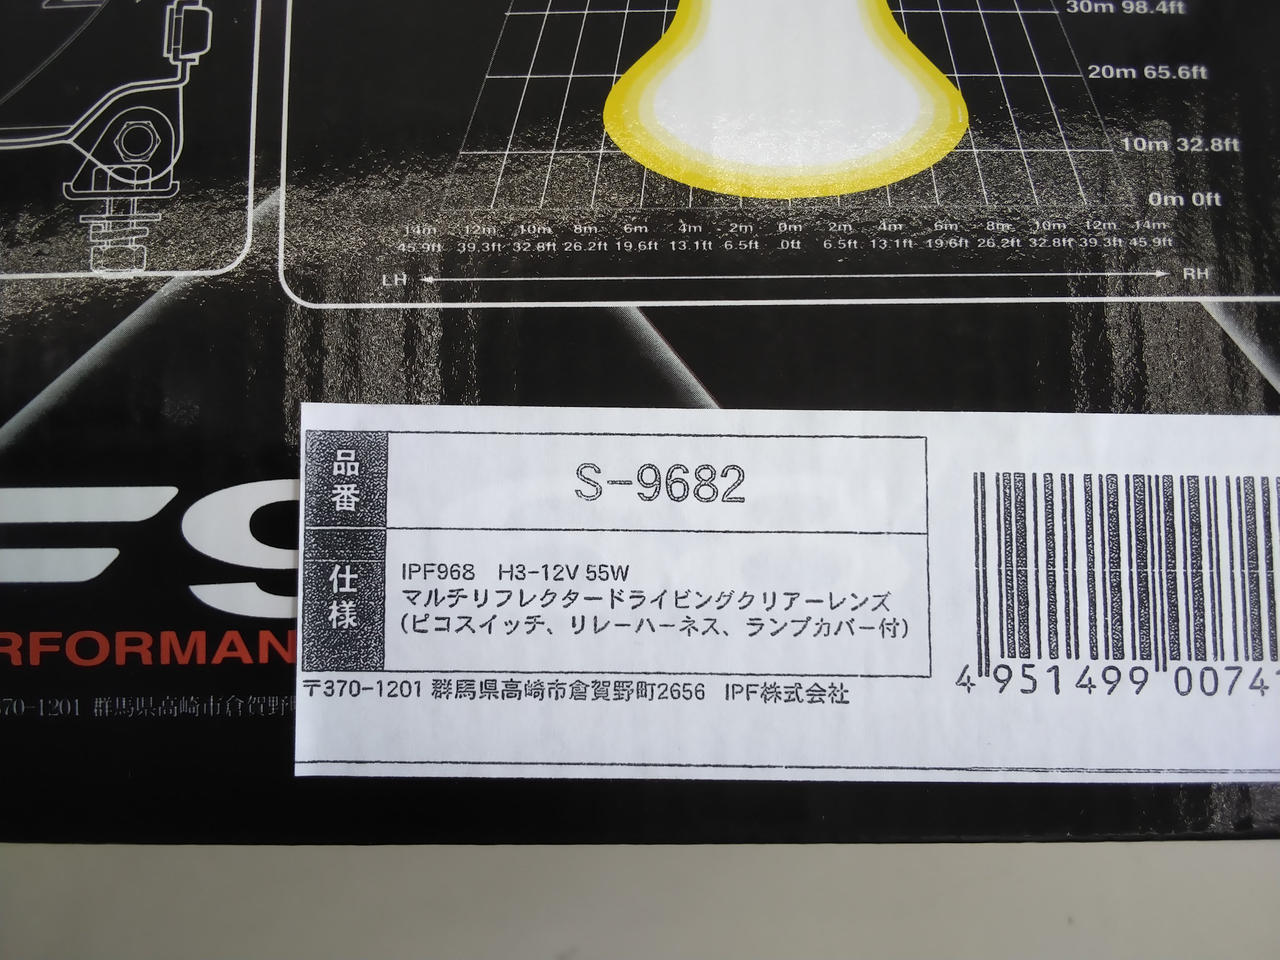 30m 98.4ft
20m 65.6ft
10m 32.8ft
0m 0ft
14m 12m 10m 8m 6m 4m 2m 0m 2m 4m 6m 8m 10m 12m 14m
45.9ft 39.3ft 32.8ft 26.2ft 19.6ft 13.1ft 6.5ft 0ft 6.5ft 13.1ft 19.6ft 26.2ft 32.8ft 39.3ft 45.9ft
LH RH
品番 S-9682
仕様 IPF968 H3-12V 55W
マルチリフレクタードライビングクリアーレンズ
(ピコスイッチ、リレーハーネス、ランプカバー付)
〒370-1201 群馬県高崎市倉賀野町2656 IPF株式会社
4 951499 00741
F9
RFORMAN
370-1201 群馬県高崎市倉賀野